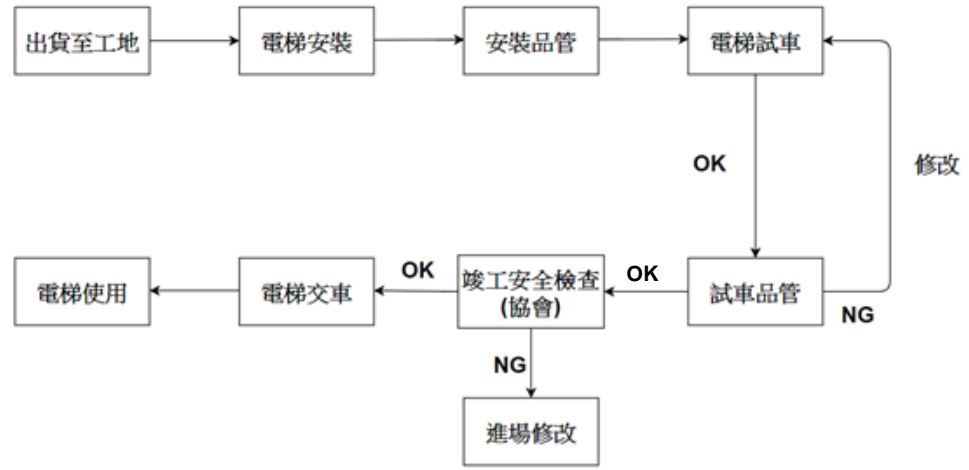 出貨至工地
電梯安裝
安裝品管
電梯試車
OK
修改
電梯使用
OK
電梯交車
竣工安全檢查
(協會)
OK
試車品管
NG
NG
進場修改